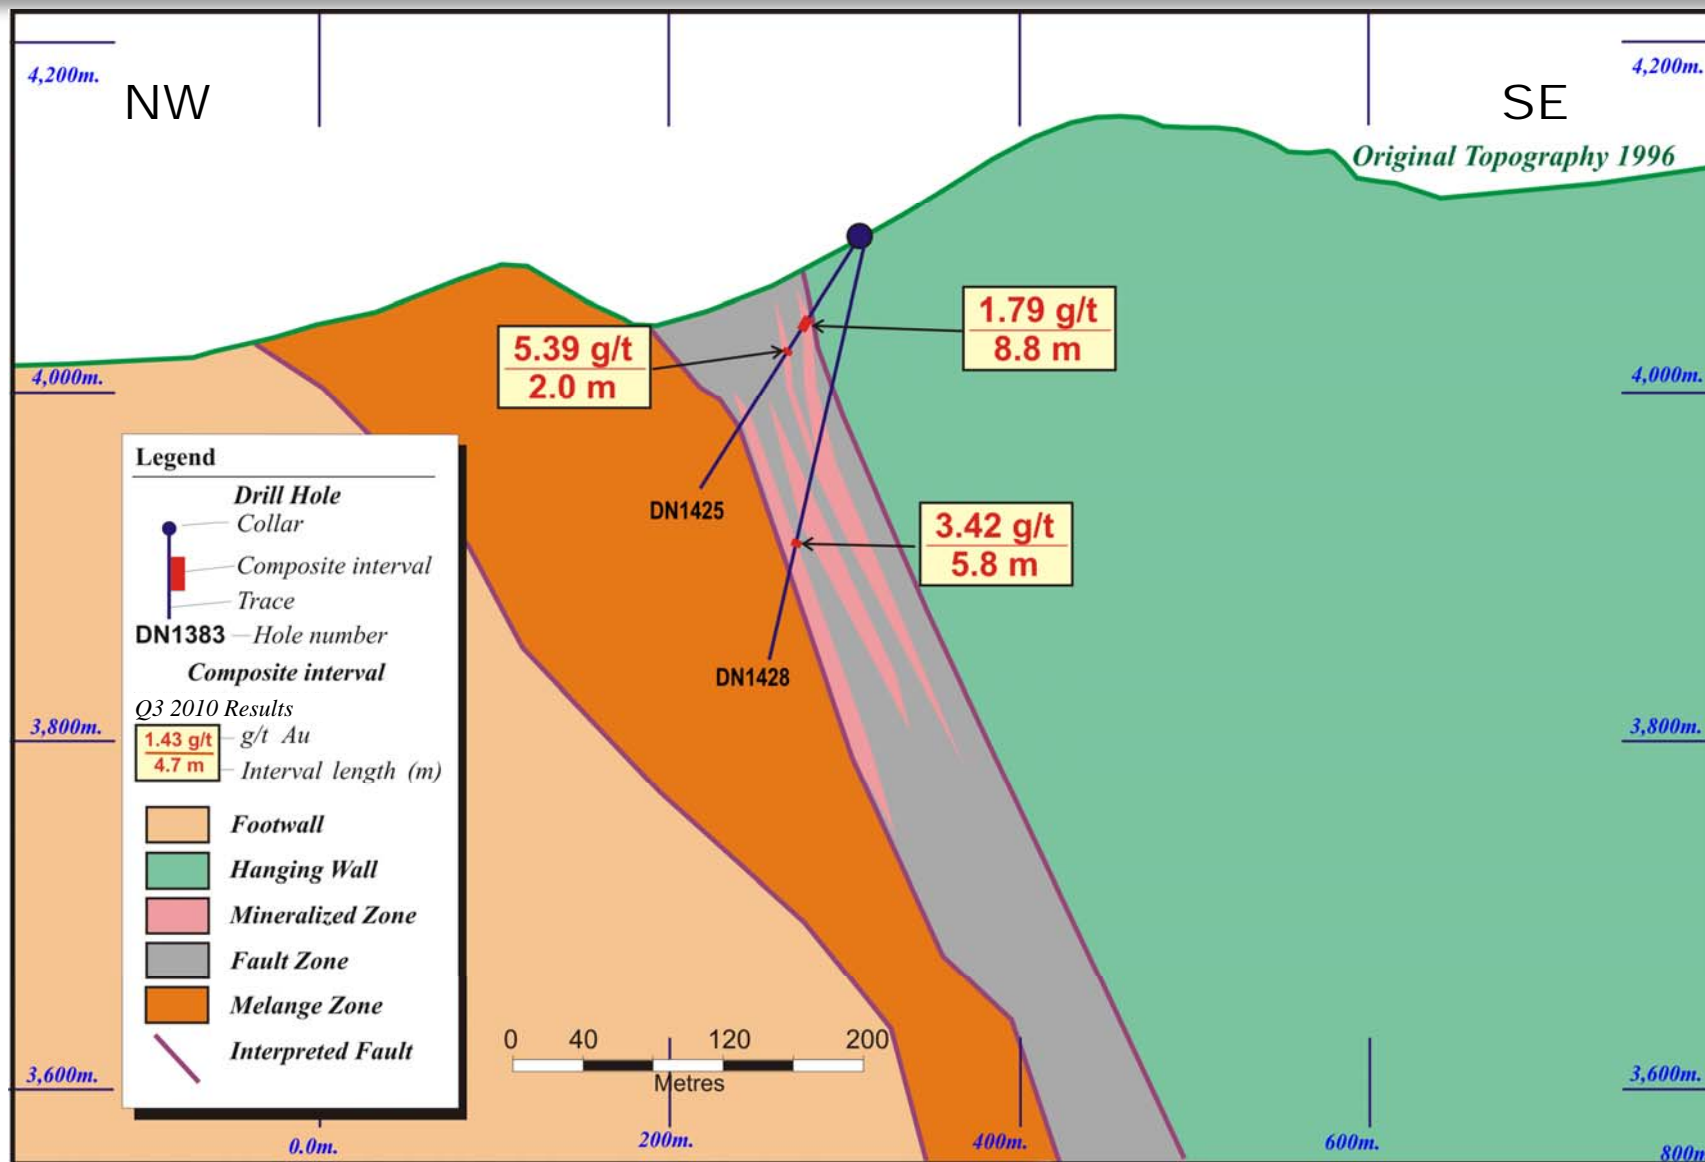 4,200m.
4,200m.
NW
SE
Original Topography 1996
1.79 g/t
8.8 m
5.39 g/t
2.0 m
4,000m.
4,000m.
DN1425
3.42 g/t
5.8 m
DN1428
Legend
Drill Hole
Collar
Composite interval
Trace
DN1383
Hole number
Composite interval
Q3 2010 Results
1.43 g/t
g/t Au
4.7 m
Interval length (m)
3,800m.
3,800m.
Footwall
Hanging Wall
Mineralized Zone
Fault Zone
Melange Zone
Interpreted Fault
0 40 120 200
Metres
3,600m.
3,600m.
0.0m. 200m. 400m. 600m. 800m